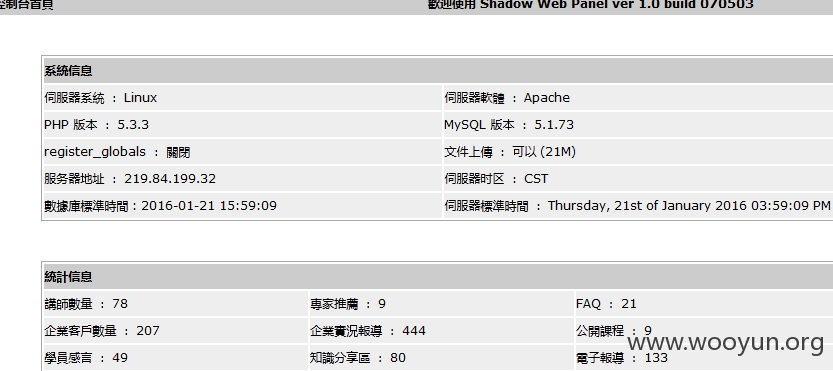 控制台首頁 歡迎使用 Shadow Web Panel ver 1.0 build 070503
系統信息
伺服器系統 : Linux 伺服器軟體 : Apache
PHP 版本 : 5.3.3 MySQL 版本 : 5.1.73
register_globals : 關閉 文件上傳 : 可以 (21M)
服务器地址 : 219.84.199.32 伺服器时区 : CST
數據庫標準時間 : 2016-01-21 15:59:09 伺服器標準時間 : Thursday, 21st of January 2016 03:59:09 PM
統計信息
講師數量 : 78 專家推薦 : 9 FAQ : 21
企業客戶數量 : 207 企業實況報導 : 444 公開課程 : 9
www.wooyun.org
學員感言 : 49 知識分享區 : 80 電子報導 : 133